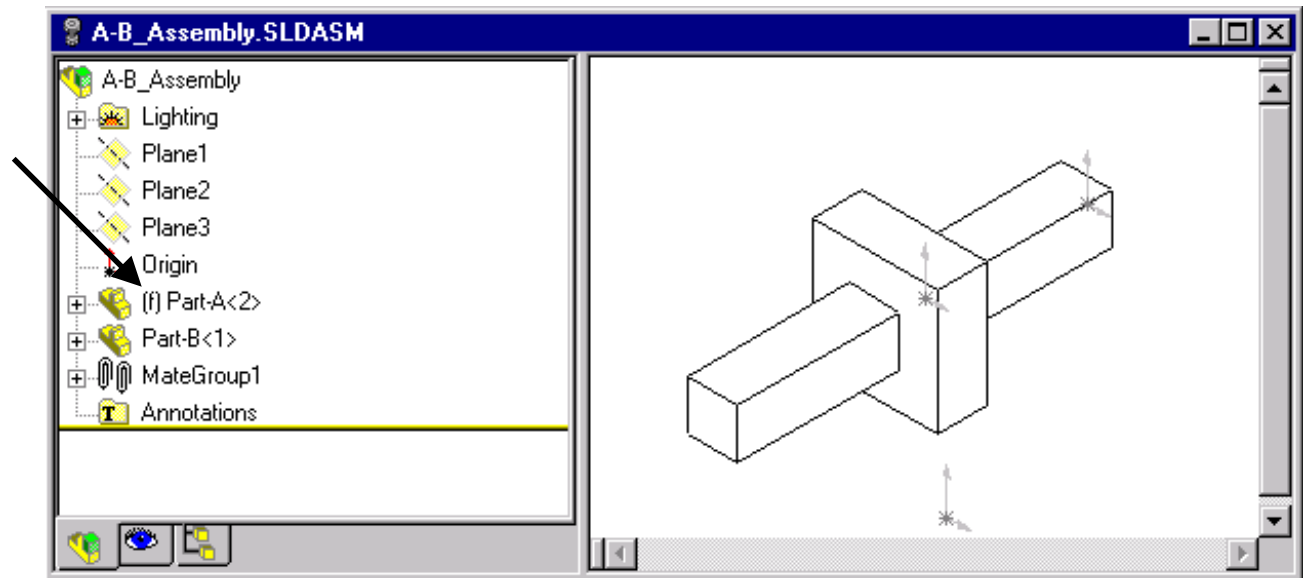 A-B_Assembly.SLDASM
A-B_Assembly
Lighting
Plane1
Plane2
Plane3
Origin
(f) Part-A<2>
Part-B<1>
MateGroup1
T Annotations